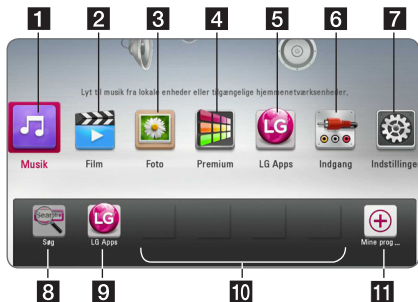 1 2 3 4 5 6 7
Lyt til musik fra lokale enheder eller tilgængelige hjemmenetværksenheder.
LG
Musik Film Foto Premium LG Apps Indgang Indstillinge
Search
LG
Søg LG Apps Mine prog...
8 9 10 11